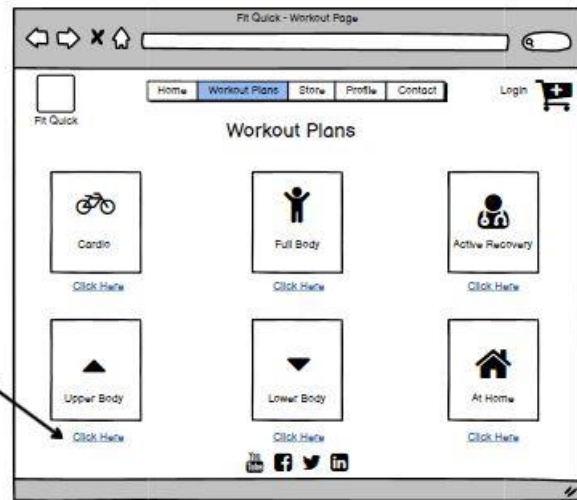 Fit Quick - Workout Page
Home Workout Plans Store Profile Contact Login
Fit Quick
Workout Plans
Cardio Full Body Active Recovery
Click Here Click Here Click Here
Upper Body Lower Body At Home
Click Here Click Here Click Here
You Tube